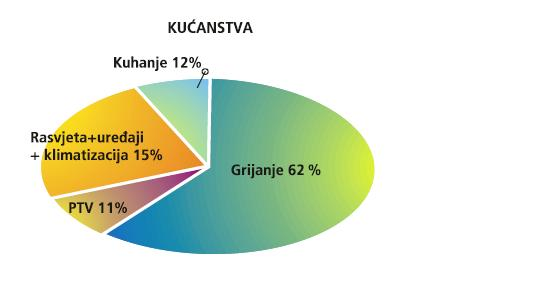 KUĆANSTVA
Kuhanje 12%
Rasvjeta+uređaji
+ klimatizacija 15%
Grijanje 62 %
PTV 11%